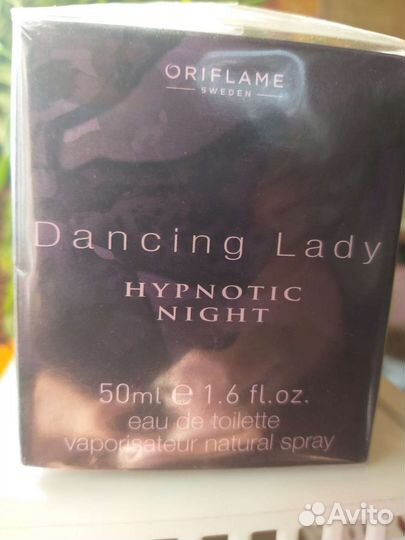 ORIFLAME
SWEDEN
Dancing Lady
HYPNOTIC
NIGHT
50ml ℮ 1.6 fl.oz.
eau de toilette
vaporisateur natural spray
Avito